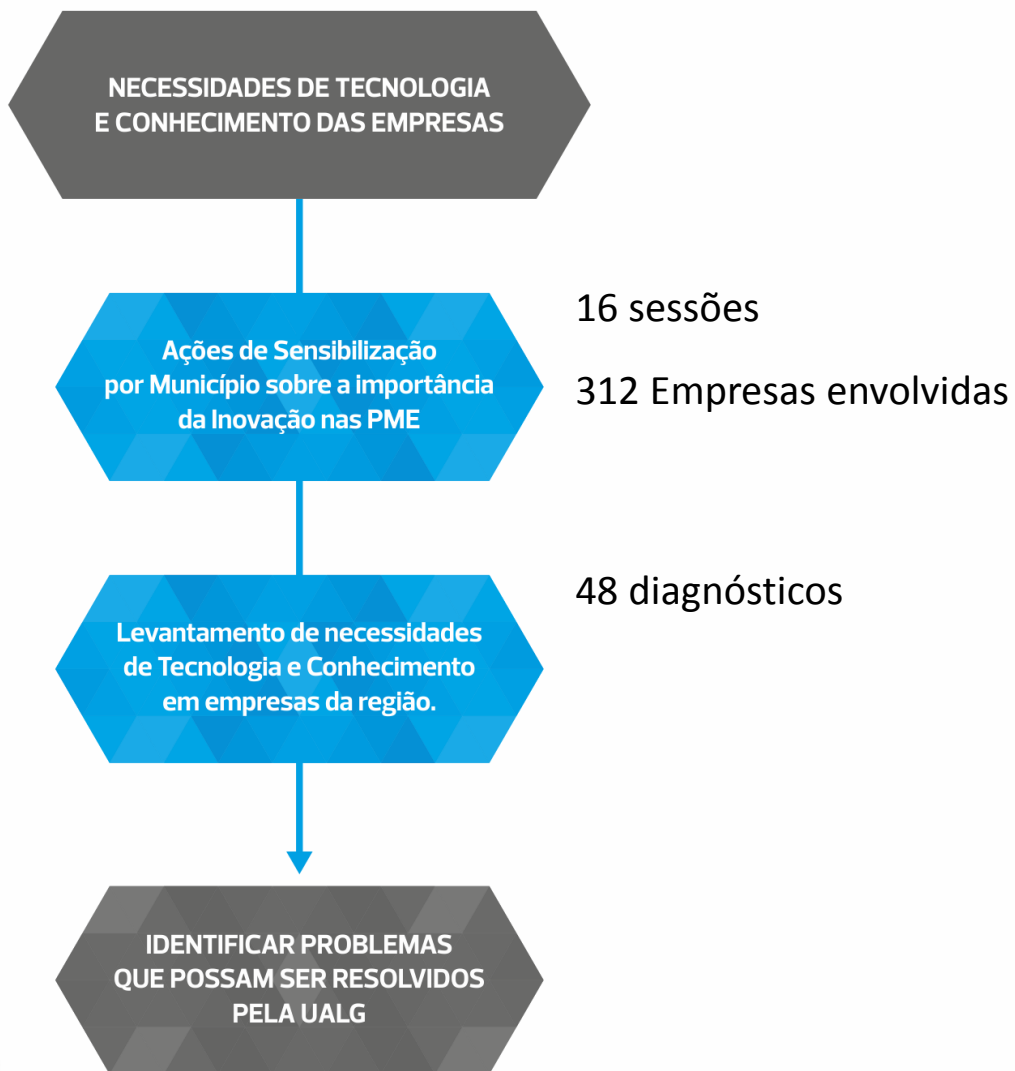 NECESSIDADES DE TECNOLOGIA
E CONHECIMENTO DAS EMPRESAS
Ações de Sensibilização
por Município sobre a importância
da Inovação nas PME
16 sessões
312 Empresas envolvidas
Levantamento de necessidades
de Tecnologia e Conhecimento
em empresas da região.
48 diagnósticos
IDENTIFICAR PROBLEMAS
QUE POSSAM SER RESOLVIDOS
PELA UALG